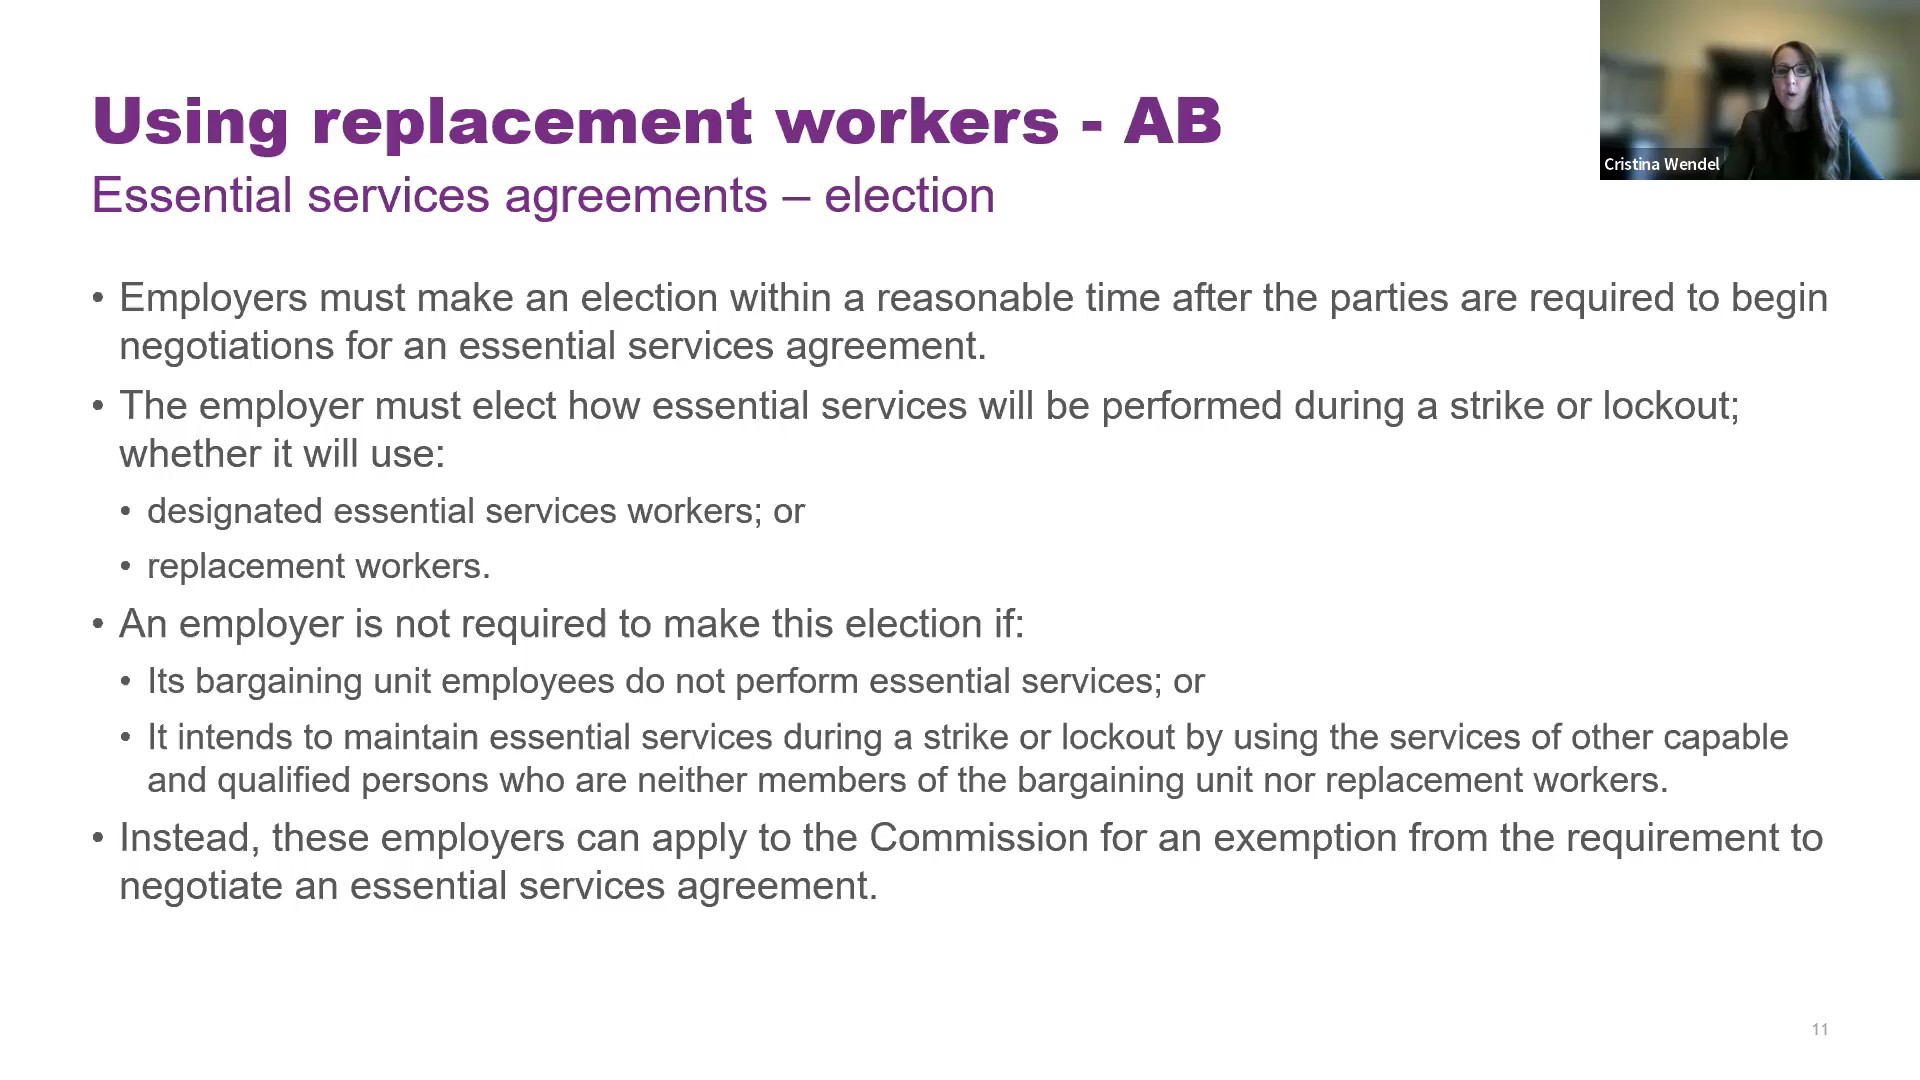 Using replacement workers - AB
Essential services agreements – election
Cristina Wendel
• Employers must make an election within a reasonable time after the parties are required to begin
negotiations for an essential services agreement.
• The employer must elect how essential services will be performed during a strike or lockout;
whether it will use:
• designated essential services workers; or
• replacement workers.
• An employer is not required to make this election if:
• Its bargaining unit employees do not perform essential services; or
• It intends to maintain essential services during a strike or lockout by using the services of other capable
and qualified persons who are neither members of the bargaining unit nor replacement workers.
• Instead, these employers can apply to the Commission for an exemption from the requirement to
negotiate an essential services agreement.
11